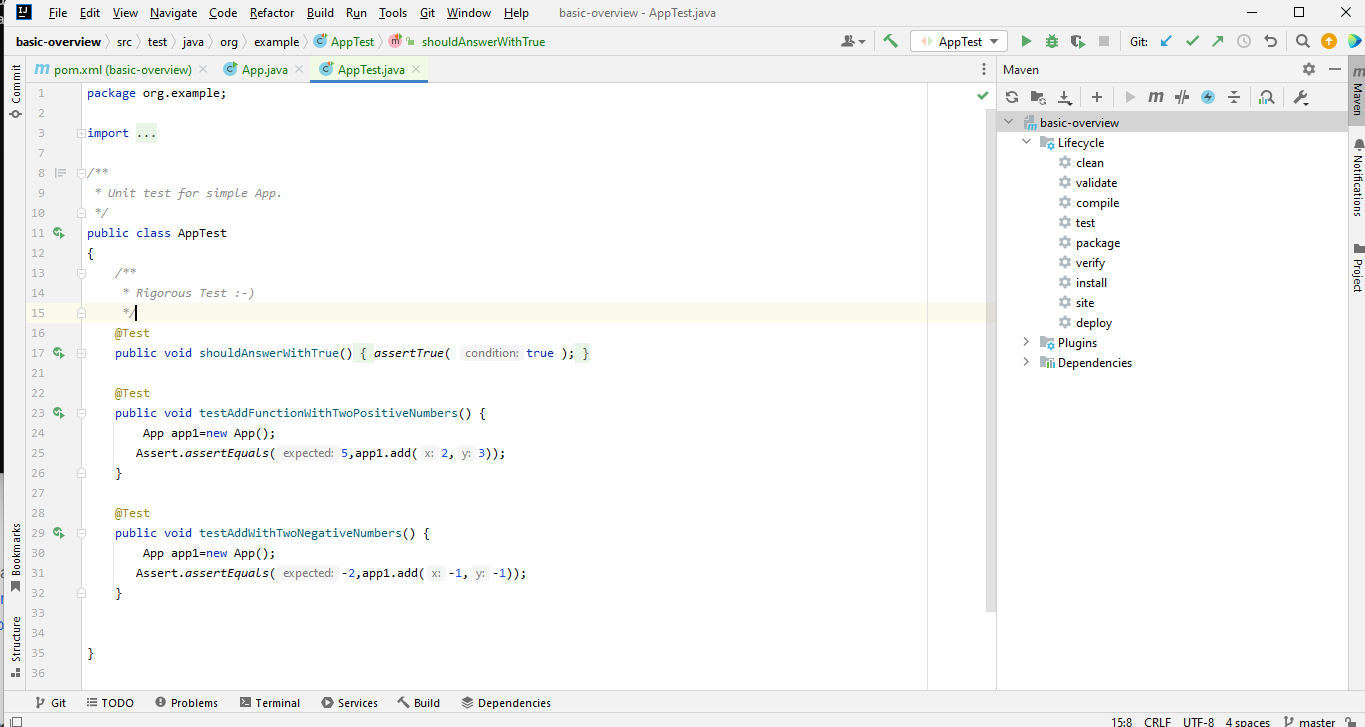 File Edit View Navigate Code Refactor Build Run Tools Git Window Help basic-overview - AppTest.java
basic-overview src test java org example AppTest m shouldAnswerWithTrue AppTest Git:
m pom.xml (basic-overview) App.java AppTest.java
Maven
Commit
Bookmarks
Structure
1 package org.example;
2
3 import ...
7
8 /**
9 * Unit test for simple App.
10 */
11 public class AppTest
12 {
13 /**
14 * Rigorous Test :-)
15 */
16 @Test
17 public void shouldAnswerWithTrue() { assertTrue( condition: true ); }
21
22 @Test
23 public void testAddFunctionWithTwoPositiveNumbers() {
24 App app1=new App();
25 Assert.assertEquals( expected: 5,app1.add( x: 2, y: 3));
26 }
27
28 @Test
29 public void testAddWithTwoNegativeNumbers() {
30 App app1=new App();
31 Assert.assertEquals( expected: -2,app1.add( x: -1, y: -1));
32 }
33
34
35 }
36
basic-overview
Lifecycle
clean
validate
compile
test
package
verify
install
site
deploy
Plugins
Dependencies
Maven
Notifications
Project
Git TODO Problems Terminal Services Build Dependencies
15:8 CRLF UTF-8 4 spaces master